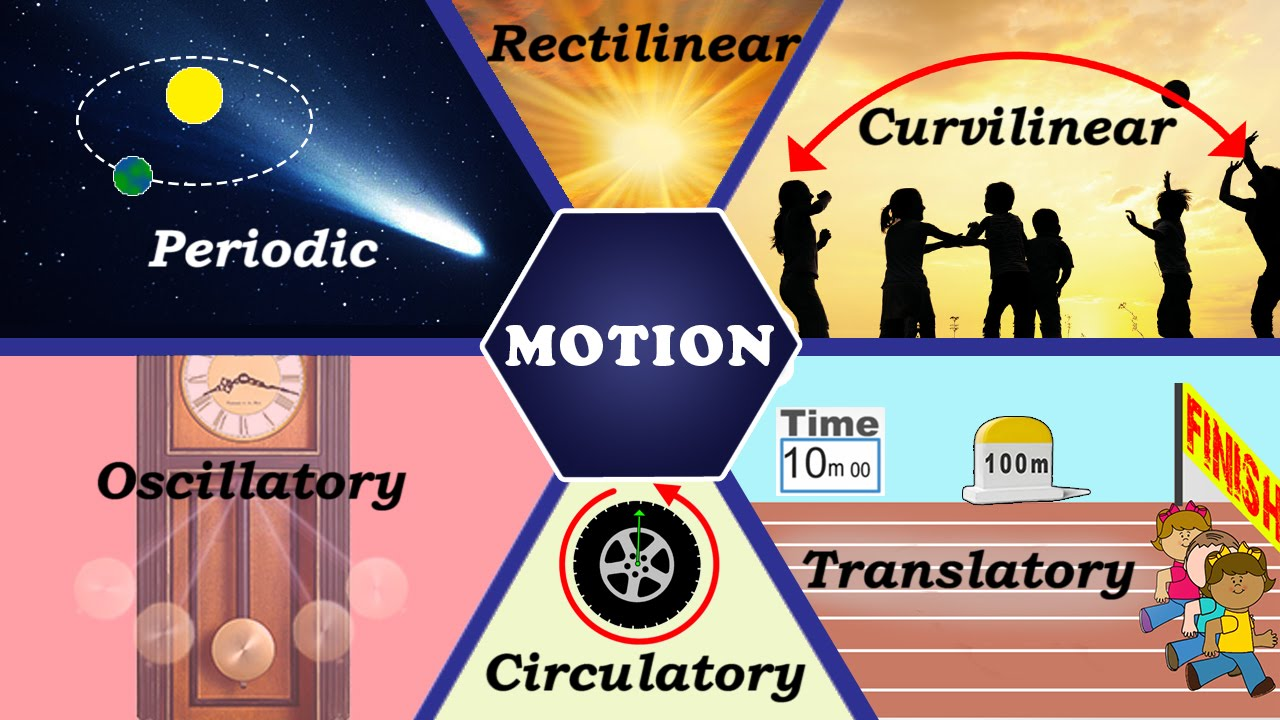 Rectilinear
Curvilinear
Periodic
MOTION
Oscillatory
Time
10m 00
100m
FINISH
Translatory
Circulatory